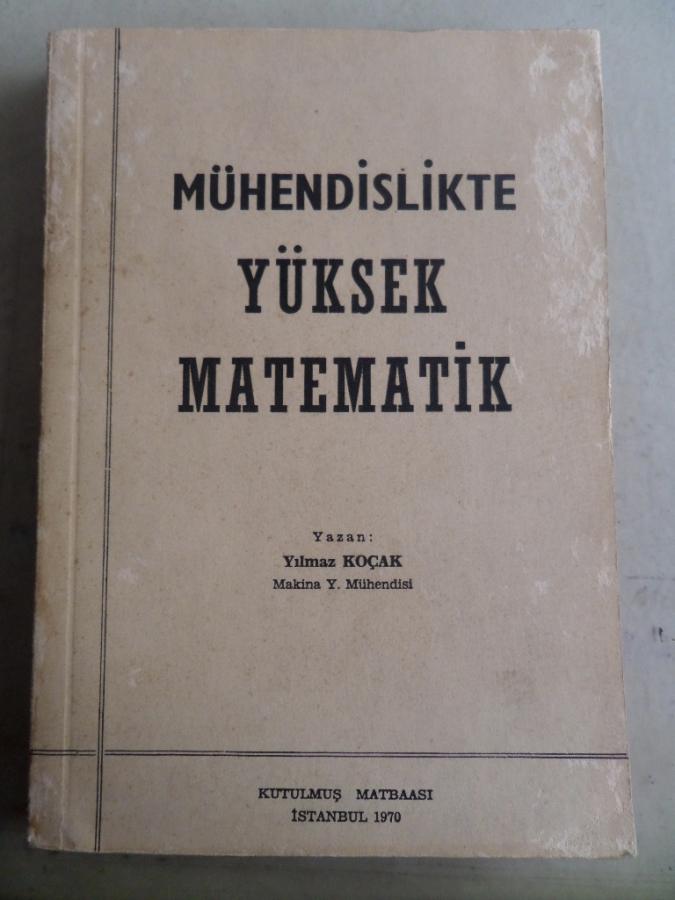 MÜHENDİSLİKTE
YÜKSEK
MATEMATİK
Yazan:
Yılmaz KOÇAK
Makina Y. Mühendisi
KUTULMUŞ MATBAASI
İSTANBUL 1970